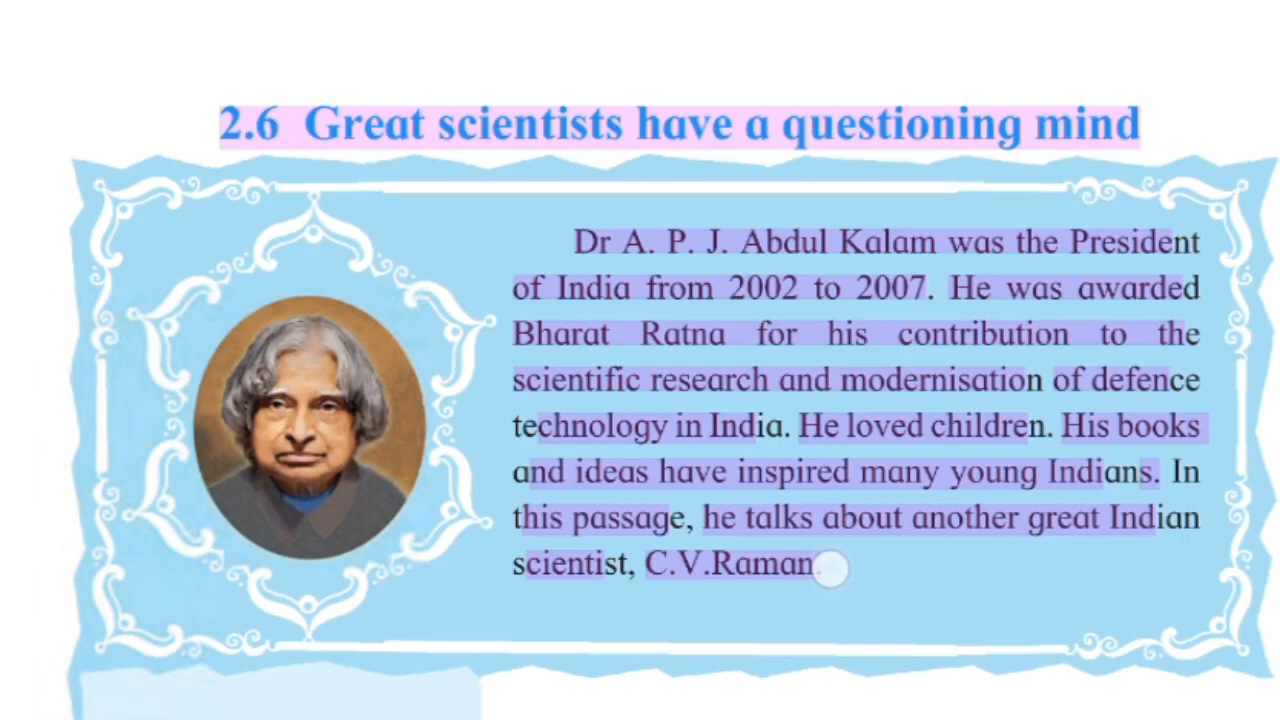 2.6 Great scientists have a questioning mind
Dr A. P. J. Abdul Kalam was the President
of India from 2002 to 2007. He was awarded
Bharat Ratna for his contribution to the
scientific research and modernisation of defence
technology in India. He loved children. His books
and ideas have inspired many young Indians. In
this passage, he talks about another great Indian
scientist, C.V.Raman.